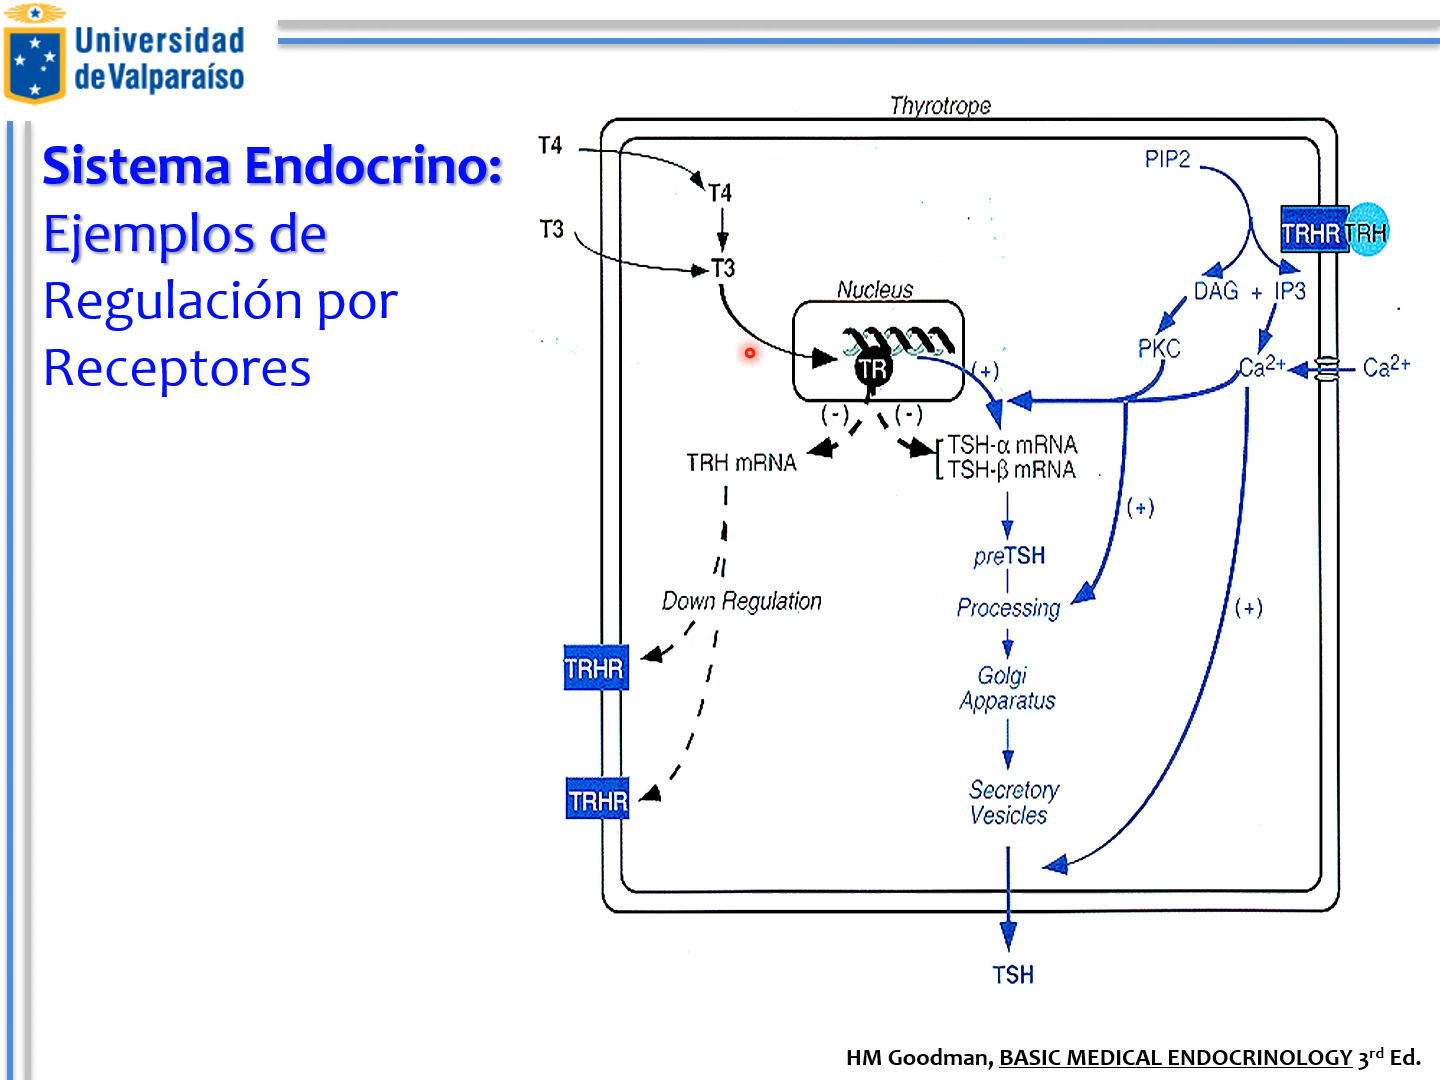 Universidad
de Valparaíso
Sistema Endocrino:
Ejemplos de
Regulación por
Receptores
Thyrotrope
T4
T4
T3
T3
PIP2
TRHR
TRH
DAG + IP3
PKC
Ca2+
Ca2+
Nucleus
TR
(+)
(-)
(-)
TRH mRNA
TSH-α mRNA
TSH-β mRNA
(+)
preTSH
Down Regulation
Processing
(+)
TRHR
Golgi
Apparatus
TRHR
Secretory
Vesicles
TSH
HM Goodman, BASIC MEDICAL ENDOCRINOLOGY 3rd Ed.